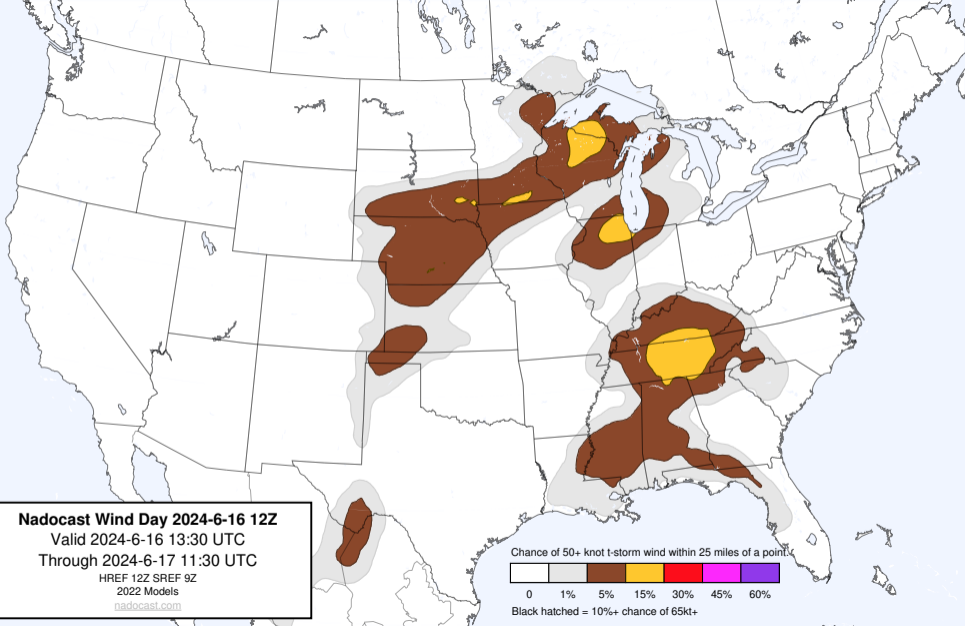 Nadocast Wind Day 2024-6-16 12Z
Valid 2024-6-16 13:30 UTC
Through 2024-6-17 11:30 UTC
HREF 12Z SREF 9Z
2022 Models
nadocast.com
Chance of 50+ knot t-storm wind within 25 miles of a point.
0 1% 5% 15% 30% 45% 60%
Black hatched = 10%+ chance of 65kt+